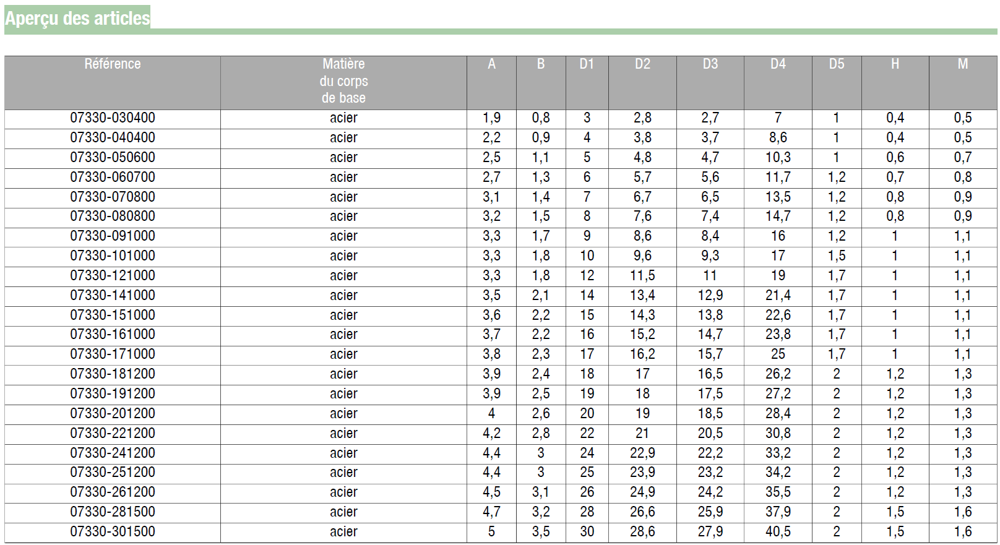 Aperçu des articles
Référence Matière A B D1 D2 D3 D4 D5 H M
du corps
de base
07330-030400 acier 1,9 0,8 3 2,8 2,7 7 1 0,4 0,5
07330-040400 acier 2,2 0,9 4 3,8 3,7 8,6 1 0,4 0,5
07330-050600 acier 2,5 1,1 5 4,8 4,7 10,3 1 0,6 0,7
07330-060700 acier 2,7 1,3 6 5,7 5,6 11,7 1,2 0,7 0,8
07330-070800 acier 3,1 1,4 7 6,7 6,5 13,5 1,2 0,8 0,9
07330-080800 acier 3,2 1,5 8 7,6 7,4 14,7 1,2 0,8 0,9
07330-091000 acier 3,3 1,7 9 8,6 8,4 16 1,2 1 1,1
07330-101000 acier 3,3 1,8 10 9,6 9,3 17 1,5 1 1,1
07330-121000 acier 3,3 1,8 12 11,5 11 19 1,7 1 1,1
07330-141000 acier 3,5 2,1 14 13,4 12,9 21,4 1,7 1 1,1
07330-151000 acier 3,6 2,2 15 14,3 13,8 22,6 1,7 1 1,1
07330-161000 acier 3,7 2,2 16 15,2 14,7 23,8 1,7 1 1,1
07330-171000 acier 3,8 2,3 17 16,2 15,7 25 1,7 1 1,1
07330-181200 acier 3,9 2,4 18 17 16,5 26,2 2 1,2 1,3
07330-191200 acier 3,9 2,5 19 18 17,5 27,2 2 1,2 1,3
07330-201200 acier 4 2,6 20 19 18,5 28,4 2 1,2 1,3
07330-221200 acier 4,2 2,8 22 21 20,5 30,8 2 1,2 1,3
07330-241200 acier 4,4 3 24 22,9 22,2 33,2 2 1,2 1,3
07330-251200 acier 4,4 3 25 23,9 23,2 34,2 2 1,2 1,3
07330-261200 acier 4,5 3,1 26 24,9 24,2 35,5 2 1,2 1,3
07330-281500 acier 4,7 3,2 28 26,6 25,9 37,9 2 1,5 1,6
07330-301500 acier 5 3,5 30 28,6 27,9 40,5 2 1,5 1,6